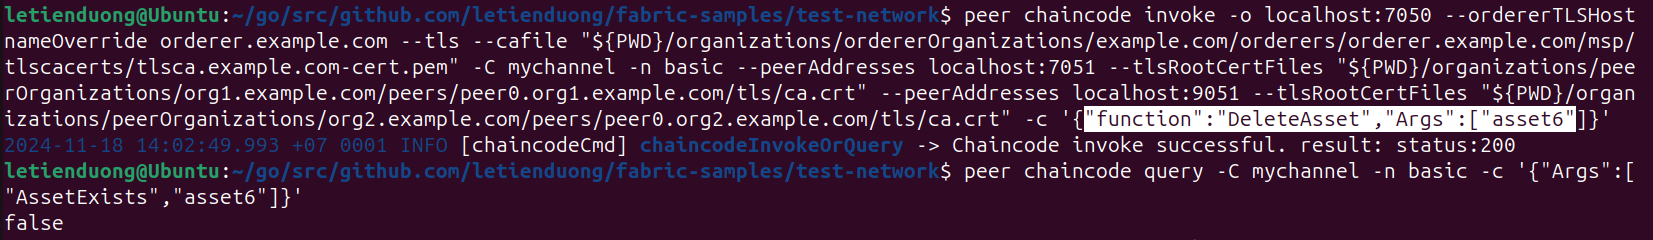 letienduong@Ubuntu:~/go/src/github.com/letienduong/fabric-samples/test-network$ peer chaincode invoke -o localhost:7050 --ordererTLSHost
nameOverride orderer.example.com --tls --cafile "${PWD}/organizations/ordererOrganizations/example.com/orderers/orderer.example.com/msp/
tlscacerts/tlsca.example.com-cert.pem" -C mychannel -n basic --peerAddresses localhost:7051 --tlsRootCertFiles "${PWD}/organizations/pee
rOrganizations/org1.example.com/peers/peer0.org1.example.com/tls/ca.crt" --peerAddresses localhost:9051 --tlsRootCertFiles "${PWD}/organ
izations/peerOrganizations/org2.example.com/peers/peer0.org2.example.com/tls/ca.crt" -c '{"function":"DeleteAsset","Args":["asset6"]}'
2024-11-18 14:02:49.993 +07 0001 INFO [chaincodeCmd] chaincodeInvokeOrQuery -> Chaincode invoke successful. result: status:200
letienduong@Ubuntu:~/go/src/github.com/letienduong/fabric-samples/test-network$ peer chaincode query -C mychannel -n basic -c '{"Args":[
"AssetExists","asset6"]}'
false